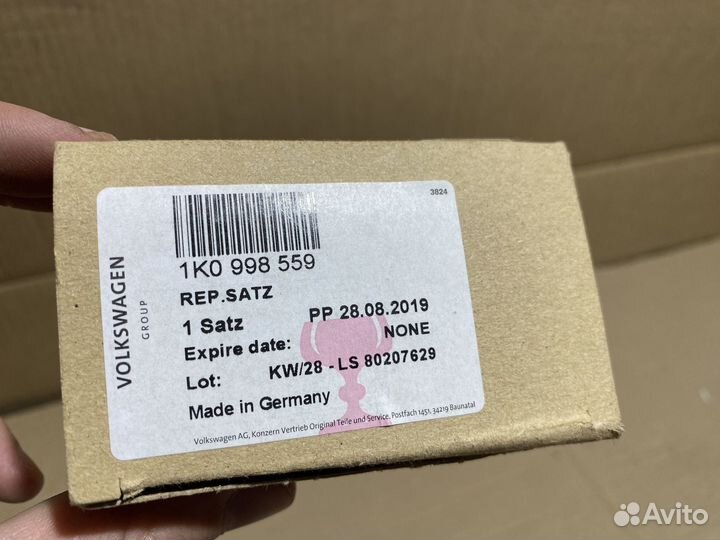 3824
VOLKSWAGEN
GROUP
1K0 998 559
REP.SATZ
1 Satz PP 28.08.2019
Expire date: NONE
Lot: KW/28 - LS 80207629
Made in Germany
Volkswagen AG, Konzern Vertrieb Original Teile und Service, Postfach 1451, 34219 Baunatal
Avito